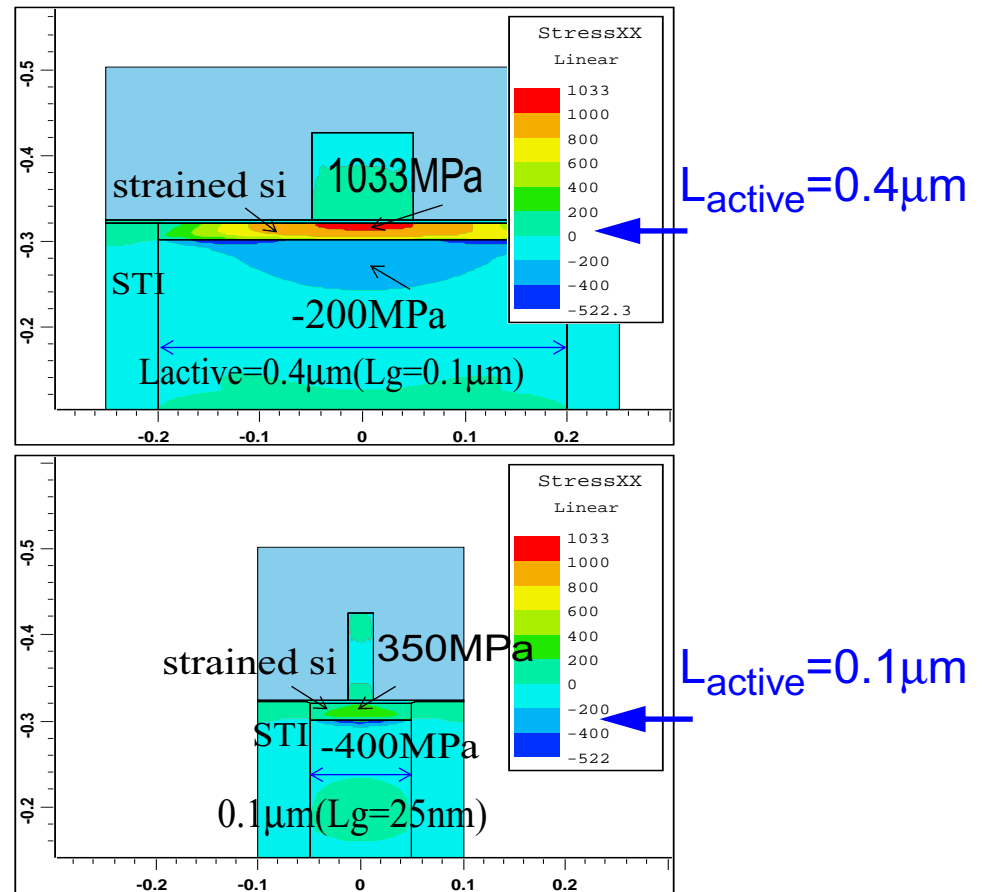 StressXX
Linear
1033
1000
800
600
400
200
0
-200
-400
-522.3
-0.5
-0.4
-0.3
-0.2
strained si
1033MPa
STI
-200MPa
Lactive=0.4μm(Lg=0.1μm)
-0.2 -0.1 0 0.1 0.2
Lactive=0.4μm
StressXX
Linear
1033
1000
800
600
400
200
0
-200
-400
-522
-0.5
-0.4
-0.3
-0.2
strained si
350MPa
STI
-400MPa
0.1μm(Lg=25nm)
-0.2 -0.1 0 0.1 0.2
Lactive=0.1μm